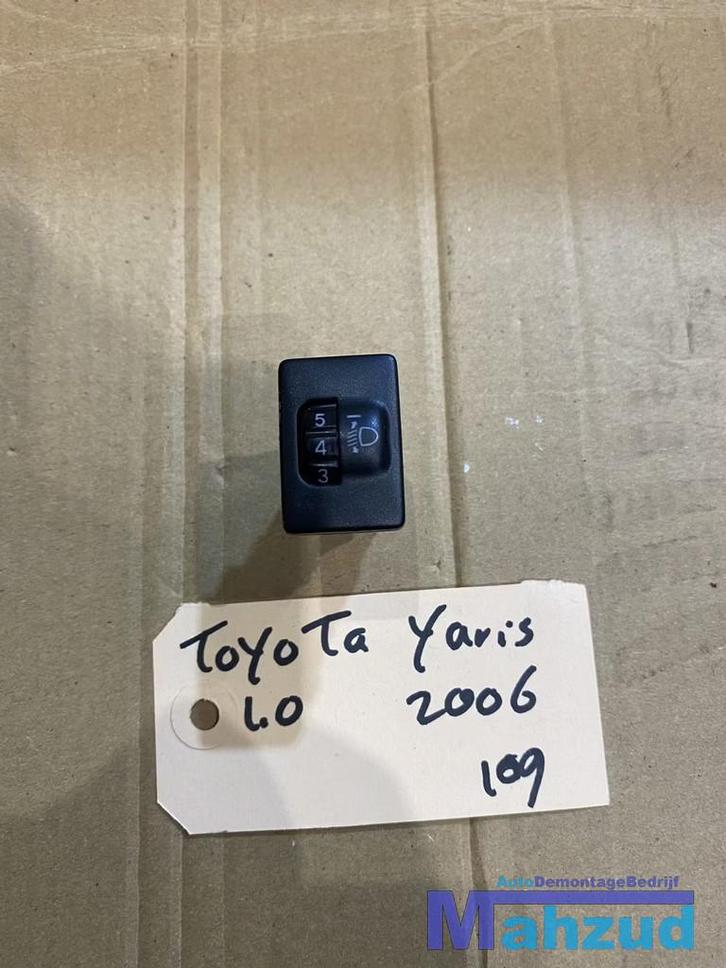 5
4
3
Toyota Yaris
1.0 2006
109
AutoDemontageBedrijf
Mahzud